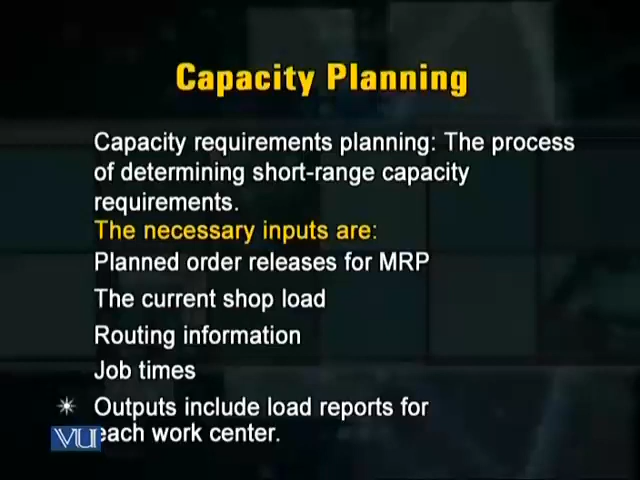 Capacity Planning
Capacity requirements planning: The process
of determining short-range capacity
requirements.
The necessary inputs are:
Planned order releases for MRP
The current shop load
Routing information
Job times
Outputs include load reports for
each work center.
VU